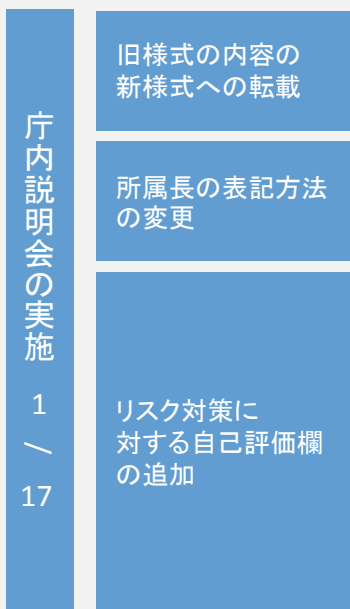 庁内説明会の実施 1/17
旧様式の内容の
新様式への転載
所属長の表記方法
の変更
リスク対策に
対する自己評価欄
の追加